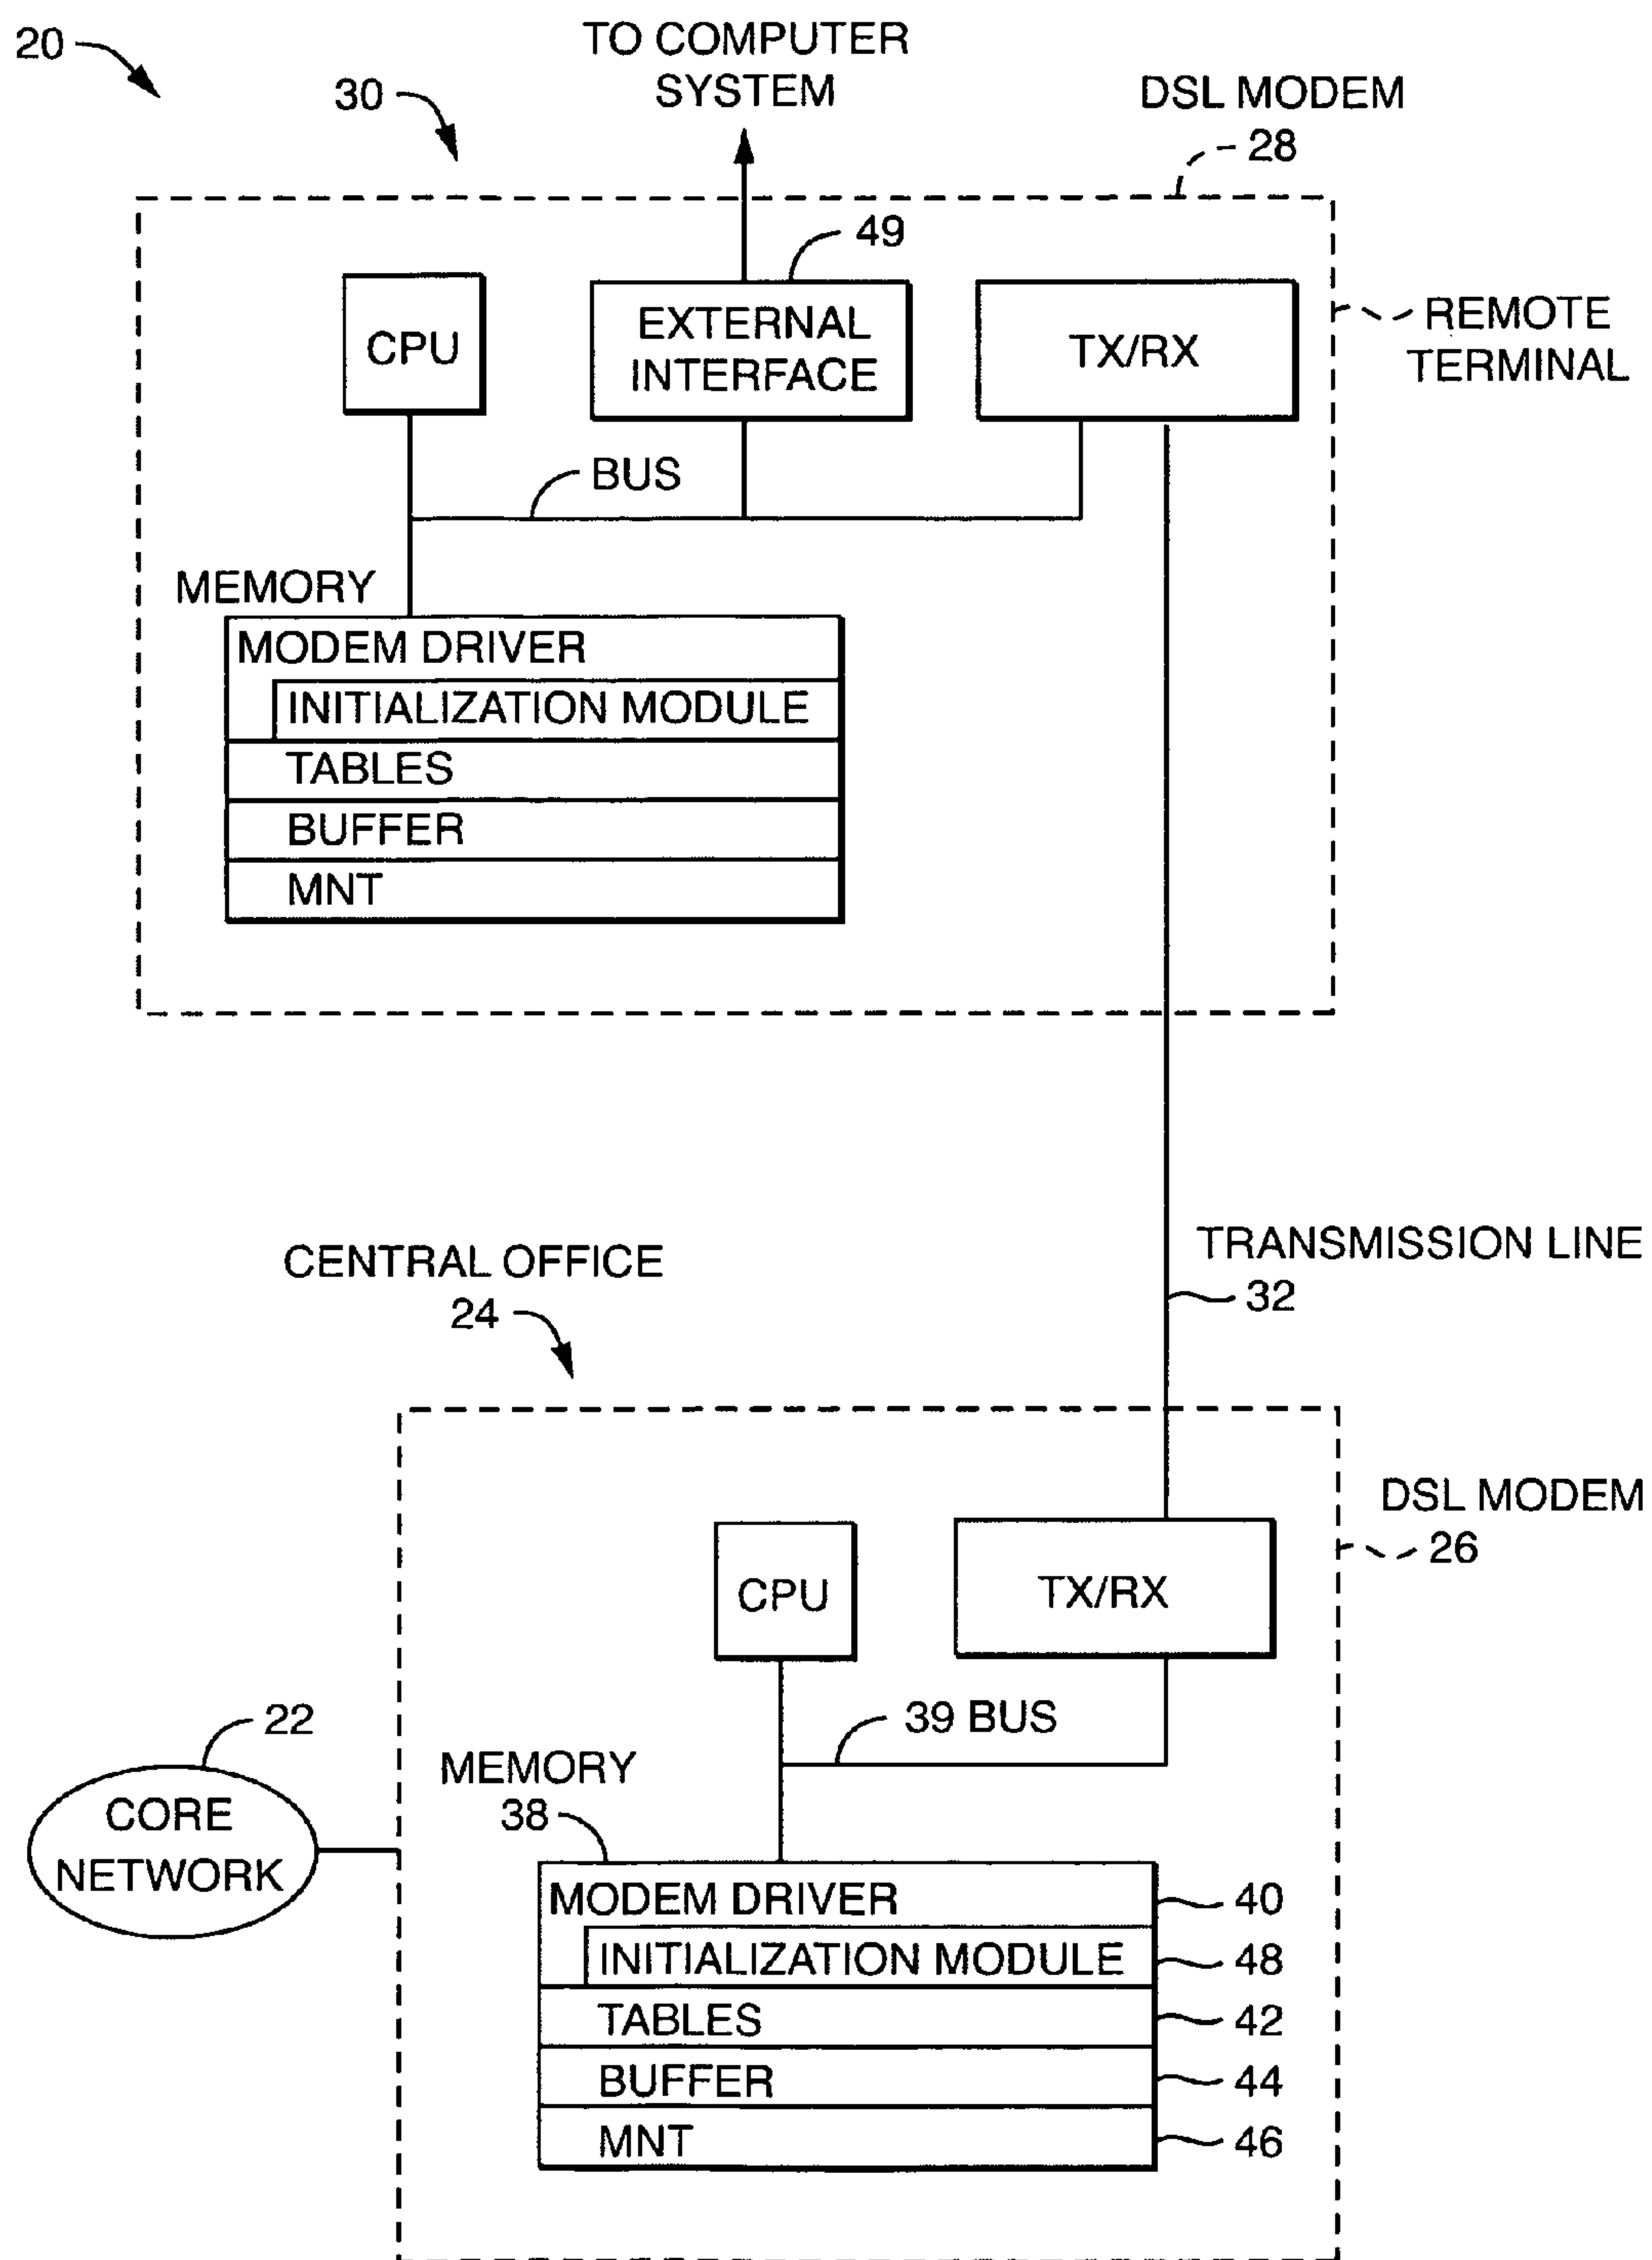 20
TO COMPUTER
SYSTEM
30
DSL MODEM
28
49
CPU
EXTERNAL
INTERFACE
TX/RX
REMOTE
TERMINAL
BUS
MEMORY
MODEM DRIVER
INITIALIZATION MODULE
TABLES
BUFFER
MNT
TRANSMISSION LINE
32
CENTRAL OFFICE
24
DSL MODEM
26
CPU
TX/RX
39 BUS
22
CORE
NETWORK
MEMORY
38
MODEM DRIVER
40
INITIALIZATION MODULE
48
TABLES
42
BUFFER
44
MNT
46